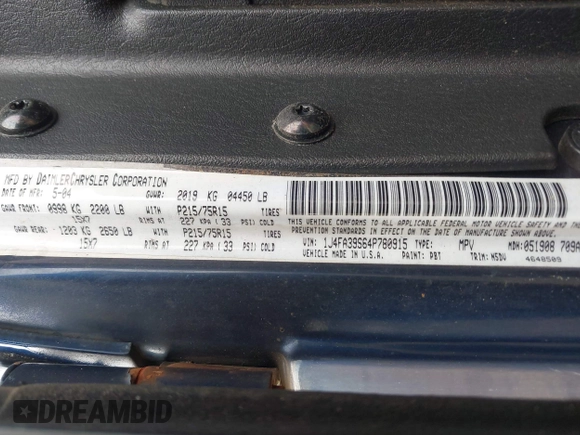 MFD BY DAIMLERCHRYSLER CORPORATION
DATE OF MFR: 5-04 GVWR: 2019 KG 04450 LB
GAWR FRONT: 0998 KG 2200 LB WITH P215/75R15 TIRES
15X7 RIMS AT 227 KPA ( 33 PSI) COLD
GAWR REAR: 1203 KG 2650 LB WITH P215/75R15 TIRES
15X7 RIMS AT 227 KPA ( 33 PSI) COLD
THIS VEHICLE CONFORMS TO ALL APPLICABLE FEDERAL MOTOR VEHICLE SAFETY AND THEFT
PREVENTION STANDARDS IN EFFECT ON THE DATE OF MANUFACTURE SHOWN ABOVE.
VIN: 1J4FA39S64P780915 TYPE: MPV MDH: 051908 709A
VEHICLE MADE IN U.S.A. PAINT: PBT TRIM: M5DV
4648509
DREAMBID